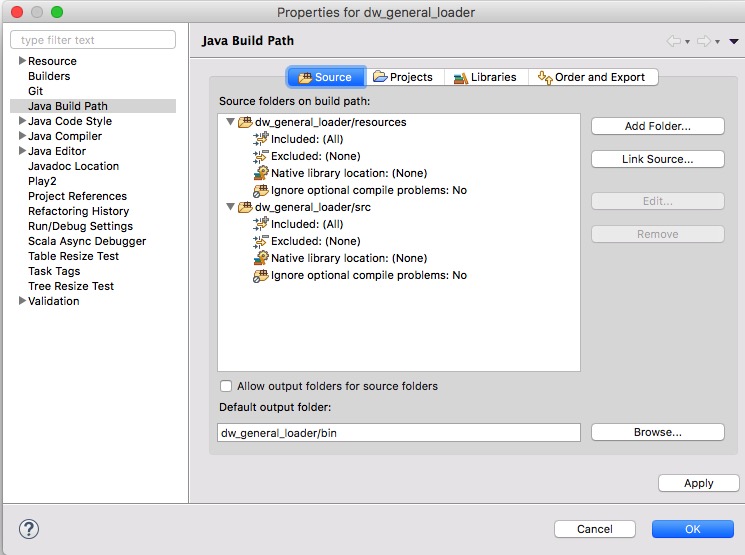 Properties for dw_general_loader
type filter text
Resource
Builders
Git
Java Build Path
Java Code Style
Java Compiler
Java Editor
Javadoc Location
Play2
Project References
Refactoring History
Run/Debug Settings
Scala Async Debugger
Table Resize Test
Task Tags
Tree Resize Test
Validation
Java Build Path
Source Projects Libraries Order and Export
Source folders on build path:
dw_general_loader/resources
Included: (All)
Excluded: (None)
Native library location: (None)
Ignore optional compile problems: No
dw_general_loader/src
Included: (All)
Excluded: (None)
Native library location: (None)
Ignore optional compile problems: No
Add Folder...
Link Source...
Edit...
Remove
Allow output folders for source folders
Default output folder:
dw_general_loader/bin
Browse...
Apply
?
Cancel
OK